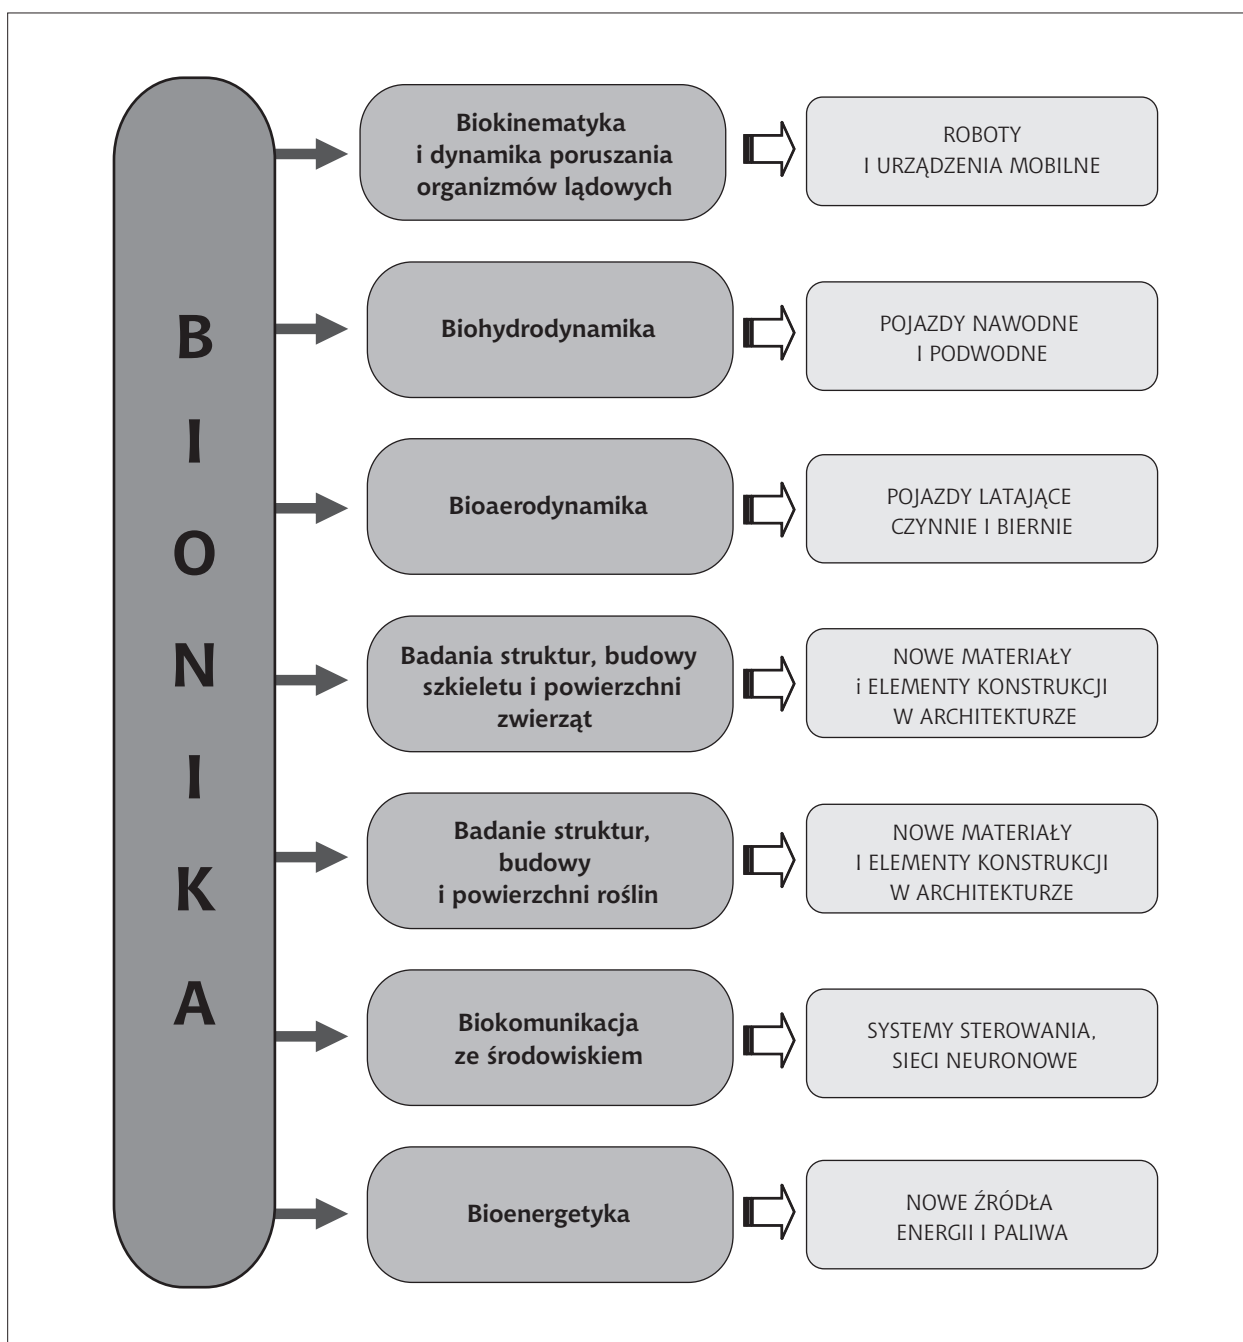 BIONIKA
Biokinematyka
i dynamika poruszania
organizmów lądowych
ROBOTY
I URZĄDZENIA MOBILNE
Biohydrodynamika
POJAZDY NAWODNE
I PODWODNE
Bioaerodynamika
POJAZDY LATAJĄCE
CZYNNIE I BIERNIE
Badania struktur, budowy
szkieletu i powierzchni
zwierząt
NOWE MATERIAŁY
i ELEMENTY KONSTRUKCJI
W ARCHITEKTURZE
Badanie struktur,
budowy
i powierzchni roślin
NOWE MATERIAŁY
I ELEMENTY KONSTRUKCJI
W ARCHITEKTURZE
Biokomunikacja
ze środowiskiem
SYSTEMY STEROWANIA,
SIECI NEURONOWE
Bioenergetyka
NOWE ŹRÓDŁA
ENERGII I PALIWA